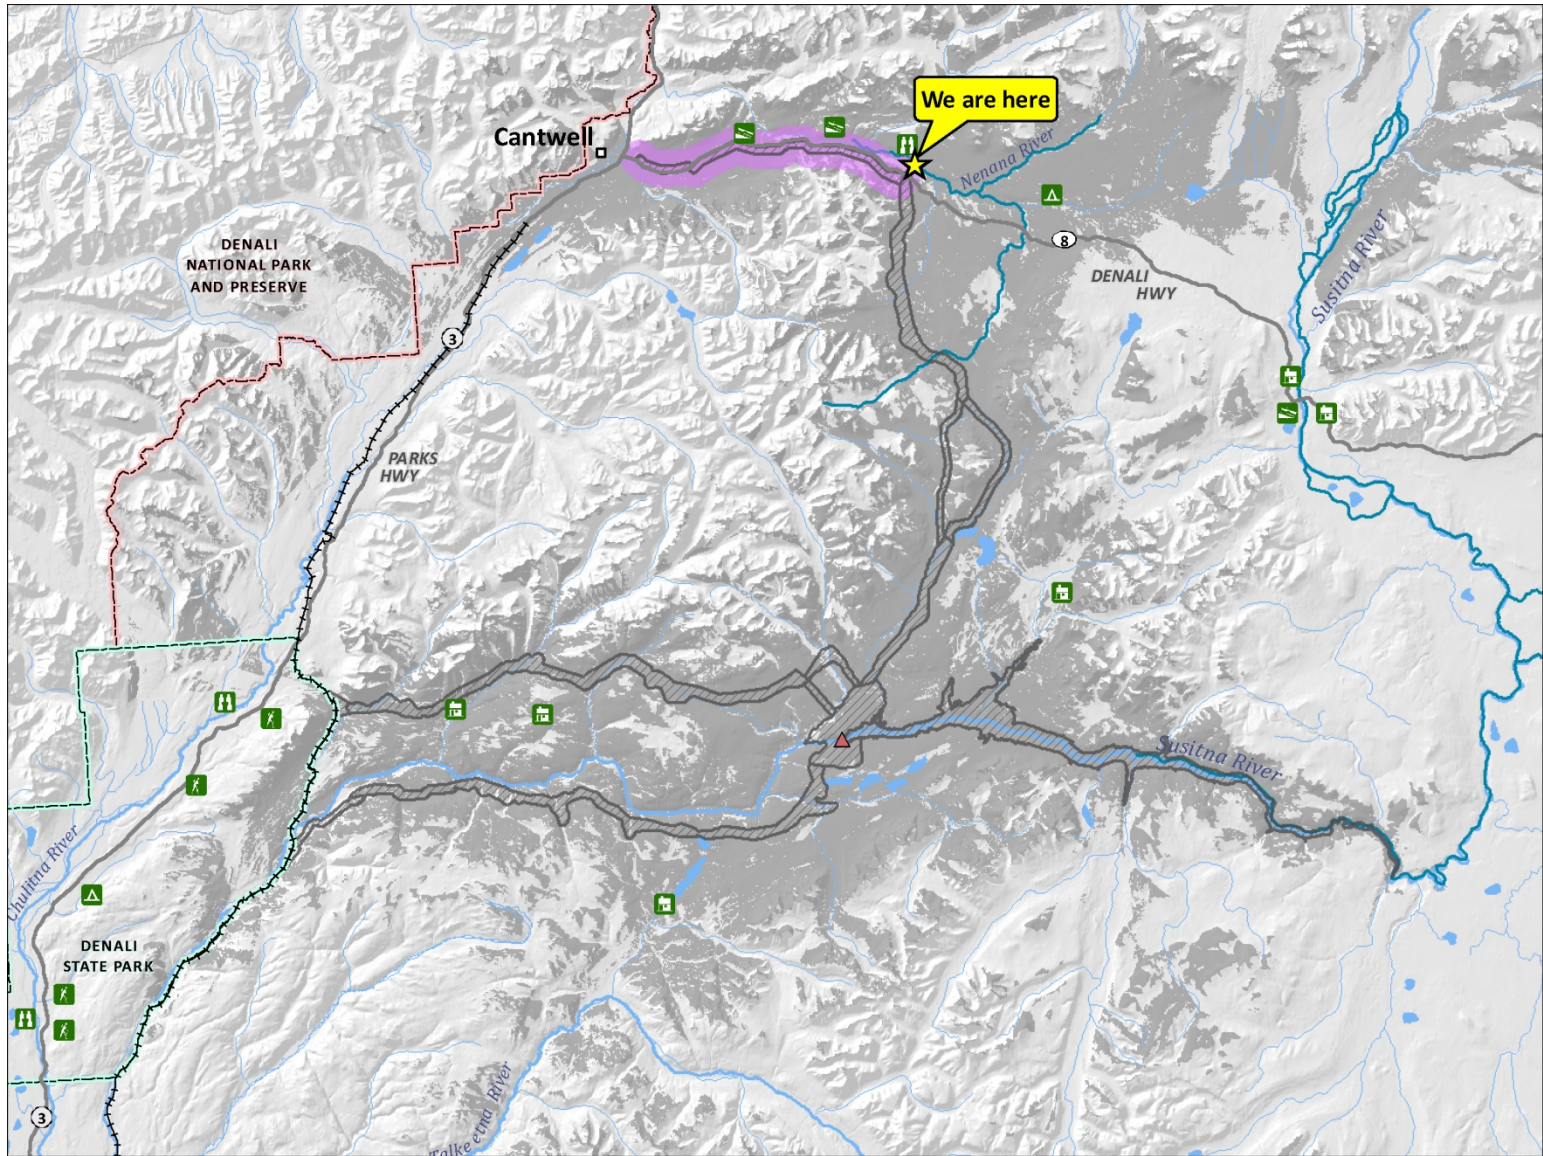 We are here
Cantwell
Nenana River
DENALI
NATIONAL PARK
AND PRESERVE
8
DENALI
HWY
Susitna River
3
PARKS
HWY
Susitna River
Chulitna River
DENALI
STATE PARK
3
Talkeetna River